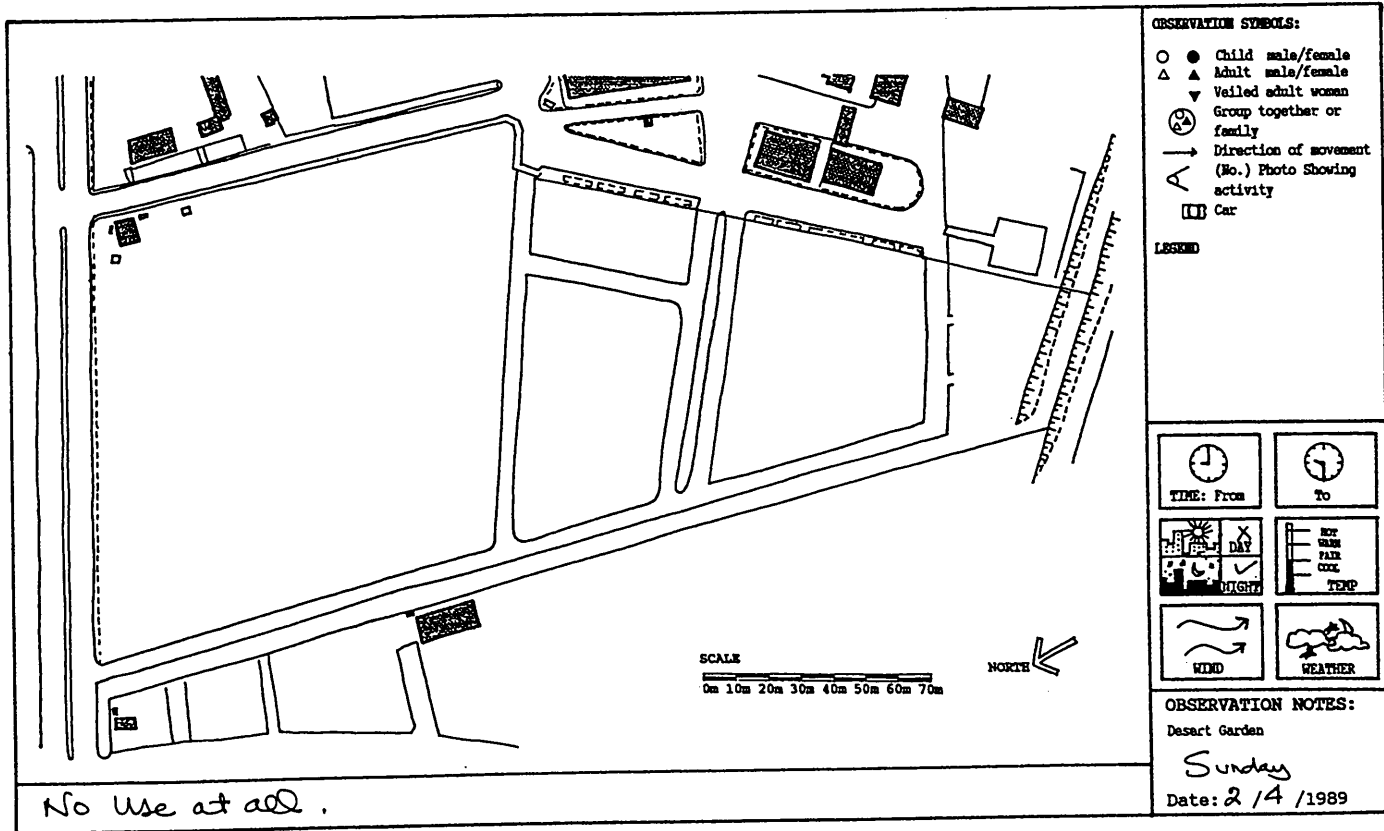 OBSERVATION SYMBOLS:
Child male/female
Adult male/female
Veiled adult woman
Group together or
family
Direction of movement
(No.) Photo Showing
activity
Car
LEGEND
TIME: From
To
DAY
NIGHT
HOT
WARM
FAIR
COOL
TEMP
WIND
WEATHER
SCALE
0m 10m 20m 30m 40m 50m 60m 70m
NORTH
OBSERVATION NOTES:
Desart Garden
Sunday
Date: 2 /4 /1989
No Use at all.